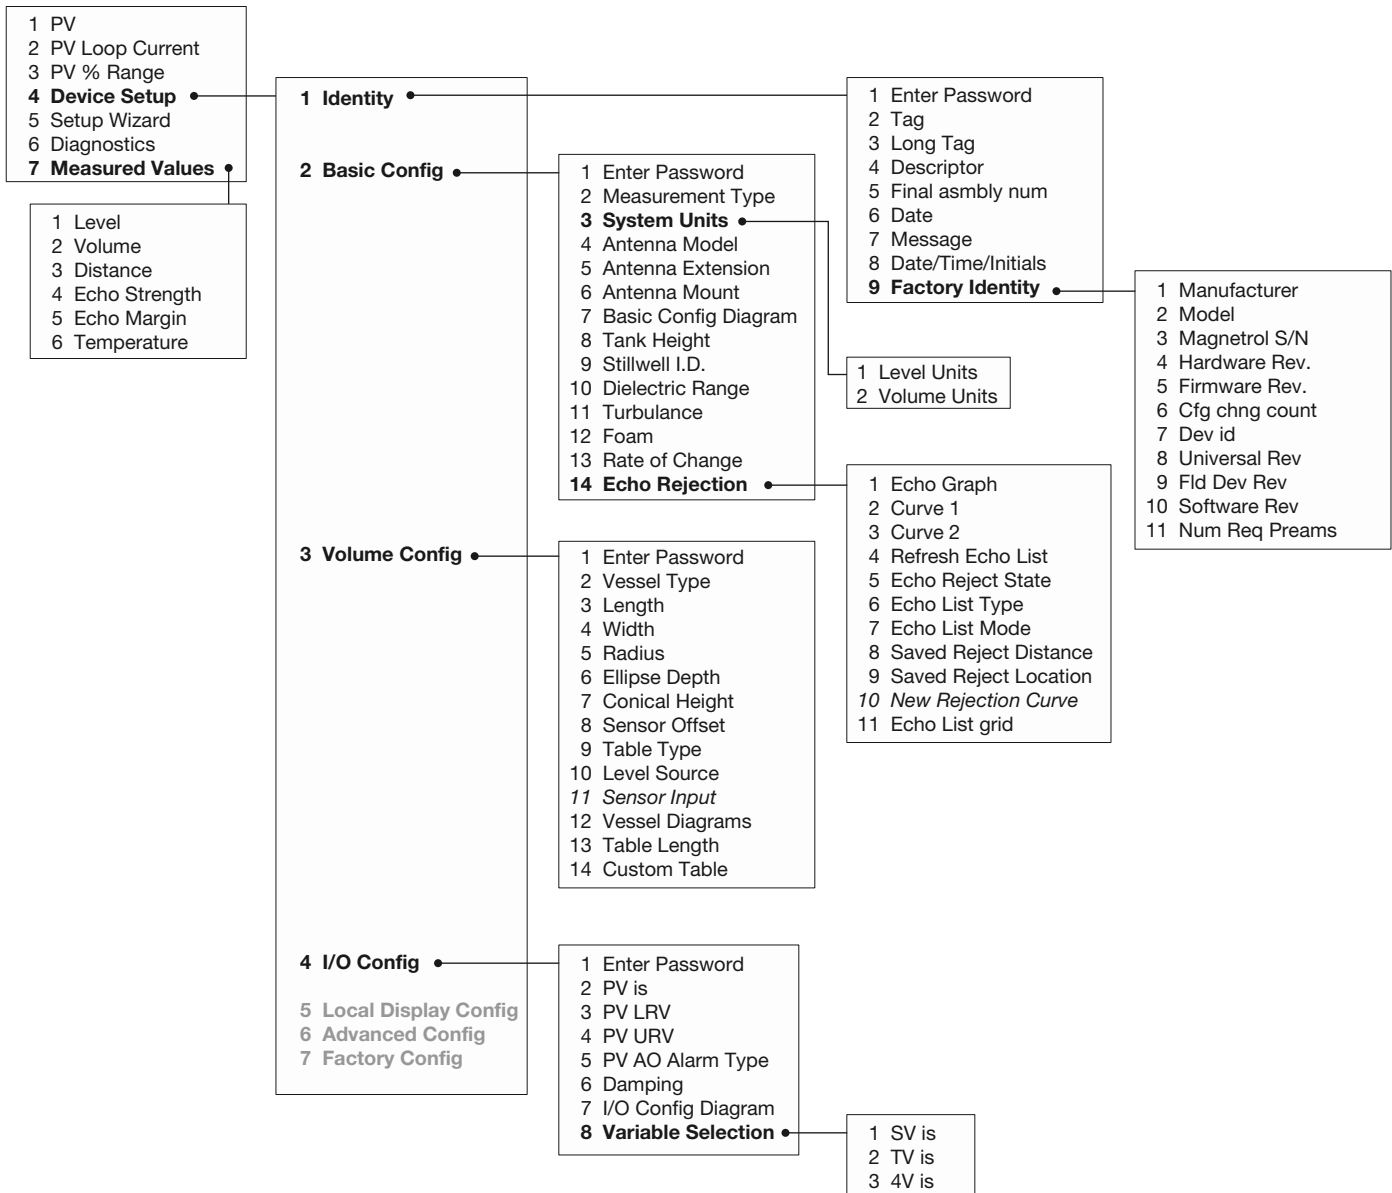 1 PV
2 PV Loop Current
3 PV % Range
4 Device Setup
5 Setup Wizard
6 Diagnostics
7 Measured Values
1 Level
2 Volume
3 Distance
4 Echo Strength
5 Echo Margin
6 Temperature
1 Identity
2 Basic Config
3 Volume Config
4 I/O Config
5 Local Display Config
6 Advanced Config
7 Factory Config
1 Enter Password
2 Measurement Type
3 System Units
4 Antenna Model
5 Antenna Extension
6 Antenna Mount
7 Basic Config Diagram
8 Tank Height
9 Stillwell I.D.
10 Dielectric Range
11 Turbulance
12 Foam
13 Rate of Change
14 Echo Rejection
1 Enter Password
2 Vessel Type
3 Length
4 Width
5 Radius
6 Ellipse Depth
7 Conical Height
8 Sensor Offset
9 Table Type
10 Level Source
11 Sensor Input
12 Vessel Diagrams
13 Table Length
14 Custom Table
1 Enter Password
2 PV is
3 PV LRV
4 PV URV
5 PV AO Alarm Type
6 Damping
7 I/O Config Diagram
8 Variable Selection
1 Enter Password
2 Tag
3 Long Tag
4 Descriptor
5 Final asmbly num
6 Date
7 Message
8 Date/Time/Initials
9 Factory Identity
1 Level Units
2 Volume Units
1 Echo Graph
2 Curve 1
3 Curve 2
4 Refresh Echo List
5 Echo Reject State
6 Echo List Type
7 Echo List Mode
8 Saved Reject Distance
9 Saved Reject Location
10 New Rejection Curve
11 Echo List grid
1 SV is
2 TV is
3 4V is
1 Manufacturer
2 Model
3 Magnetrol S/N
4 Hardware Rev.
5 Firmware Rev.
6 Cfg chng count
7 Dev id
8 Universal Rev
9 Fld Dev Rev
10 Software Rev
11 Num Req Preams